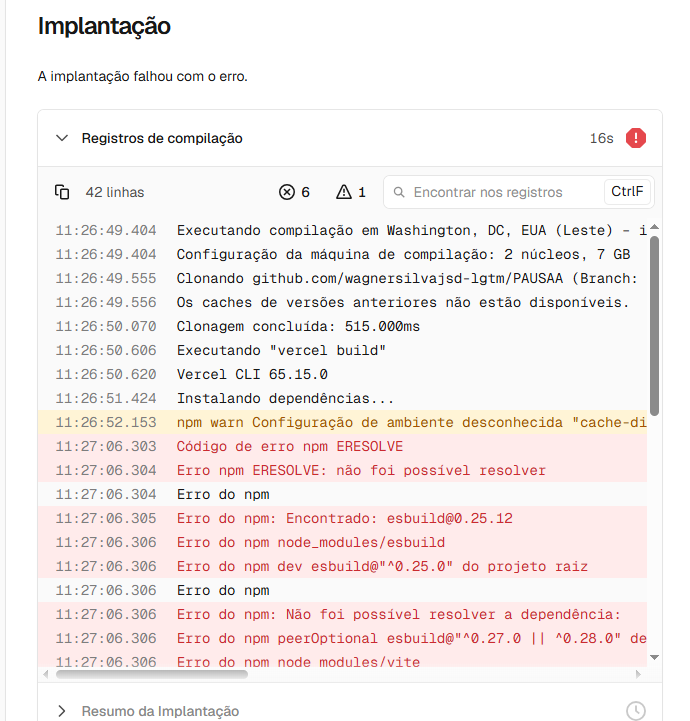 Implantação
A implantação falhou com o erro.
Registros de compilação 16s
42 linhas 6 1 Encontrar nos registros CtrlF
11:26:49.404 Executando compilação em Washington, DC, EUA (Leste) – i
11:26:49.404 Configuração da máquina de compilação: 2 núcleos, 7 GB
11:26:49.555 Clonando github.com/wagnersilvajsd-lgtm/PAUSAA (Branch:
11:26:49.556 Os caches de versões anteriores não estão disponíveis.
11:26:50.070 Clonagem concluída: 515.000ms
11:26:50.606 Executando "vercel build"
11:26:50.620 Vercel CLI 65.15.0
11:26:51.424 Instalando dependências...
11:26:52.153 npm warn Configuração de ambiente desconhecida "cache-di
11:27:06.303 Código de erro npm ERESOLVE
11:27:06.304 Erro npm ERESOLVE: não foi possível resolver
11:27:06.304 Erro do npm
11:27:06.305 Erro do npm: Encontrado: esbuild@0.25.12
11:27:06.306 Erro do npm node_modules/esbuild
11:27:06.306 Erro do npm dev esbuild@"^0.25.0" do projeto raiz
11:27:06.306 Erro do npm
11:27:06.306 Erro do npm: Não foi possível resolver a dependência:
11:27:06.306 Erro do npm peerOptional esbuild@"^0.27.0 || ^0.28.0" de
11:27:06.306 Erro do npm node_modules/vite
Resumo da Implantação